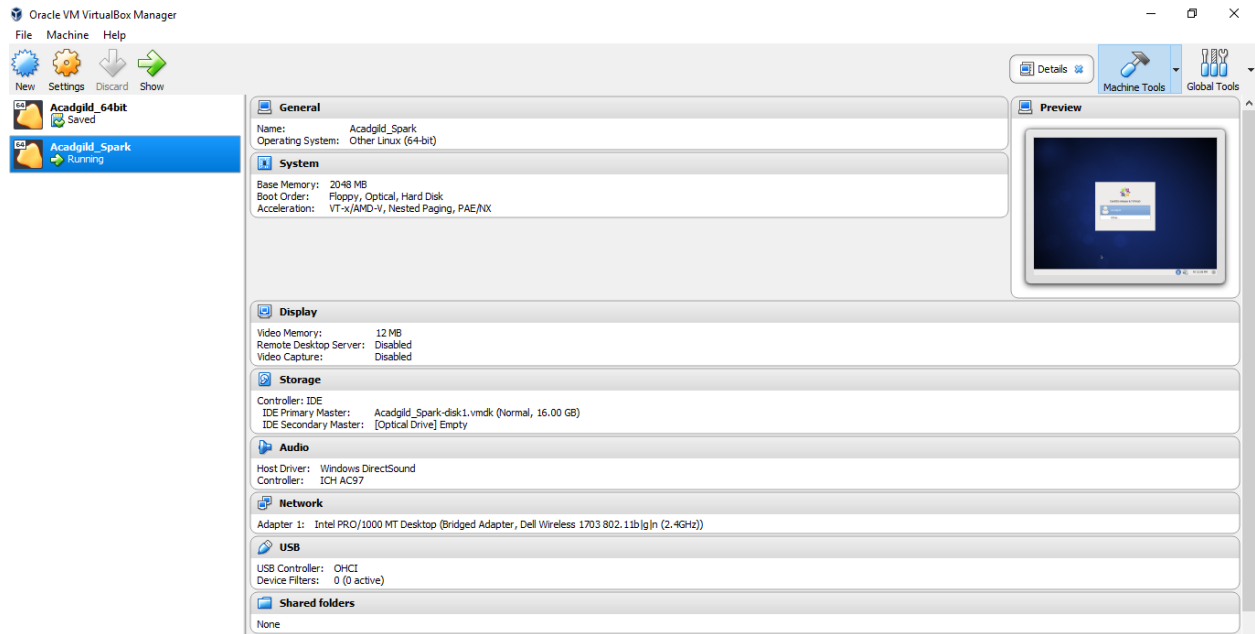 Oracle VM VirtualBox Manager
File Machine Help
New Settings Discard Show
Details
Machine Tools
Global Tools
64
Acadgild_64bit
Saved
64
Acadgild_Spark
Running
General
Name: Acadgild_Spark
Operating System: Other Linux (64-bit)
System
Base Memory: 2048 MB
Boot Order: Floppy, Optical, Hard Disk
Acceleration: VT-x/AMD-V, Nested Paging, PAE/NX
Preview
Display
Video Memory: 12 MB
Remote Desktop Server: Disabled
Video Capture: Disabled
Storage
Controller: IDE
IDE Primary Master: Acadgild_Spark-disk1.vmdk (Normal, 16.00 GB)
IDE Secondary Master: [Optical Drive] Empty
Audio
Host Driver: Windows DirectSound
Controller: ICH AC97
Network
Adapter 1: Intel PRO/1000 MT Desktop (Bridged Adapter, Dell Wireless 1703 802.11b|g|n (2.4GHz))
USB
USB Controller: OHCI
Device Filters: 0 (0 active)
Shared folders
None